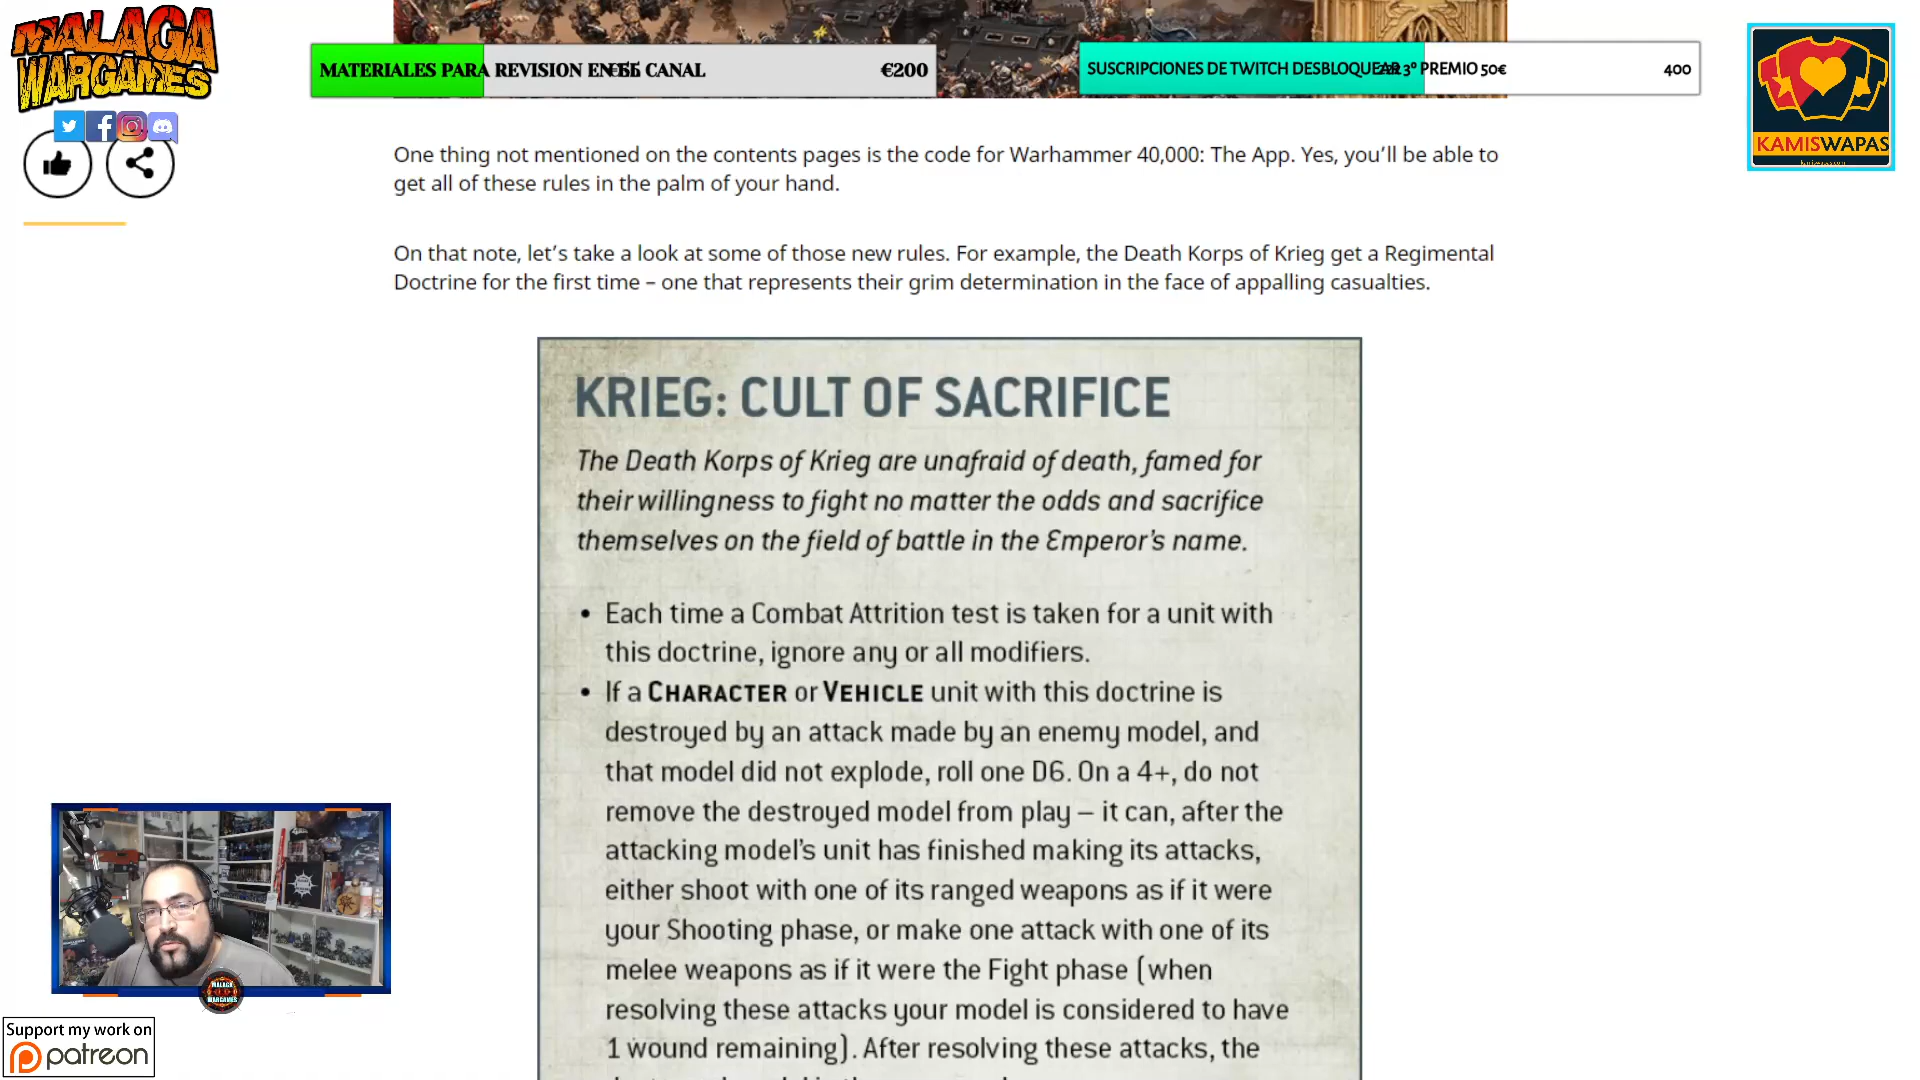 MALAGA
WARGAMES
MATERIALES PARA REVISION EN EL CANAL
€200
SUSCRIPCIONES DE TWITCH DESBLOQUEAR 3º PREMIO 50€
400
KAMISWAPAS
One thing not mentioned on the contents pages is the code for Warhammer 40,000: The App. Yes, you’ll be able to
get all of these rules in the palm of your hand.
On that note, let’s take a look at some of those new rules. For example, the Death Korps of Krieg get a Regimental
Doctrine for the first time – one that represents their grim determination in the face of appalling casualties.
KRIEG: CULT OF SACRIFICE
The Death Korps of Krieg are unafraid of death, famed for
their willingness to fight no matter the odds and sacrifice
themselves on the field of battle in the Emperor’s name.
• Each time a Combat Attrition test is taken for a unit with
this doctrine, ignore any or all modifiers.
• If a CHARACTER or VEHICLE unit with this doctrine is
destroyed by an attack made by an enemy model, and
that model did not explode, roll one D6. On a 4+, do not
remove the destroyed model from play – it can, after the
attacking model’s unit has finished making its attacks,
either shoot with one of its ranged weapons as if it were
your Shooting phase, or make one attack with one of its
melee weapons as if it were the Fight phase (when
resolving these attacks your model is considered to have
1 wound remaining). After resolving these attacks, the
MALAGA
WARGAMES
Support my work on
patreon